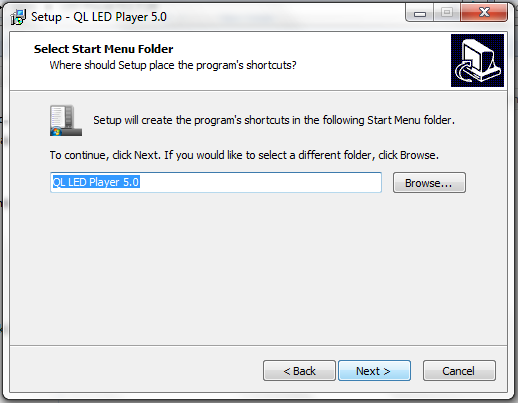 Setup - QL LED Player 5.0
Select Start Menu Folder
Where should Setup place the program's shortcuts?
Setup will create the program's shortcuts in the following Start Menu folder.
To continue, click Next. If you would like to select a different folder, click Browse.
QL LED Player 5.0
Browse...
< Back
Next >
Cancel